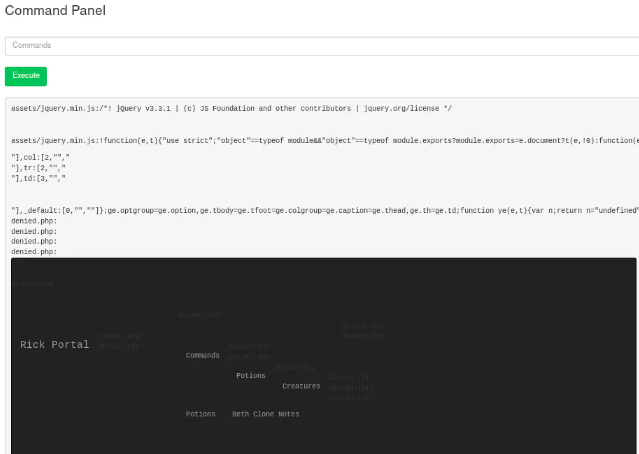 Command Panel
Commands
Execute
assets/jquery.min.js:/*! jQuery v3.3.1 | (c) JS Foundation and other contributors | jquery.org/license */
assets/jquery.min.js:!function(e,t){"use strict";"object"==typeof module&&"object"==typeof module.exports?module.exports=e.document?t(e,!0):function(e
"],col:[2,"","
"],tr:[2,"","
"],td:[3,"","
"],_default:[0,"",""]};ge.optgroup=ge.option,ge.tbody=ge.tfoot=ge.colgroup=ge.caption=ge.thead,ge.th=ge.td;function ye(e,t){var n;return n="undefined"
denied.php:
denied.php:
denied.php:
denied.php:
denied.php:
denied.php:
denied.php:
denied.php:
denied.php:
Rick Portal
denied.php:
denied.php:
denied.php:
Commands
denied.php:
denied.php:
Potions
denied.php:
Creatures
denied.php:
denied.php:
Potions
Beth Clone Notes